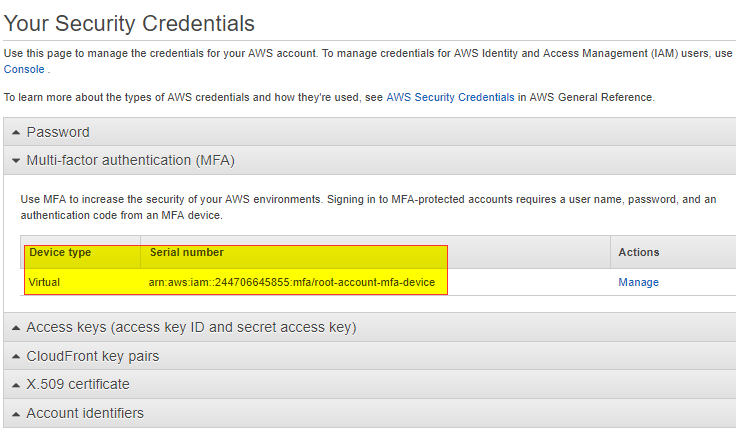 Your Security Credentials
Use this page to manage the credentials for your AWS account. To manage credentials for AWS Identity and Access Management (IAM) users, use
Console .
To learn more about the types of AWS credentials and how they're used, see AWS Security Credentials in AWS General Reference.
Password
Multi-factor authentication (MFA)
Use MFA to increase the security of your AWS environments. Signing in to MFA-protected accounts requires a user name, password, and an
authentication code from an MFA device.
Device type Serial number Actions
Virtual arn:aws:iam::244706645855:mfa/root-account-mfa-device Manage
Access keys (access key ID and secret access key)
CloudFront key pairs
X.509 certificate
Account identifiers